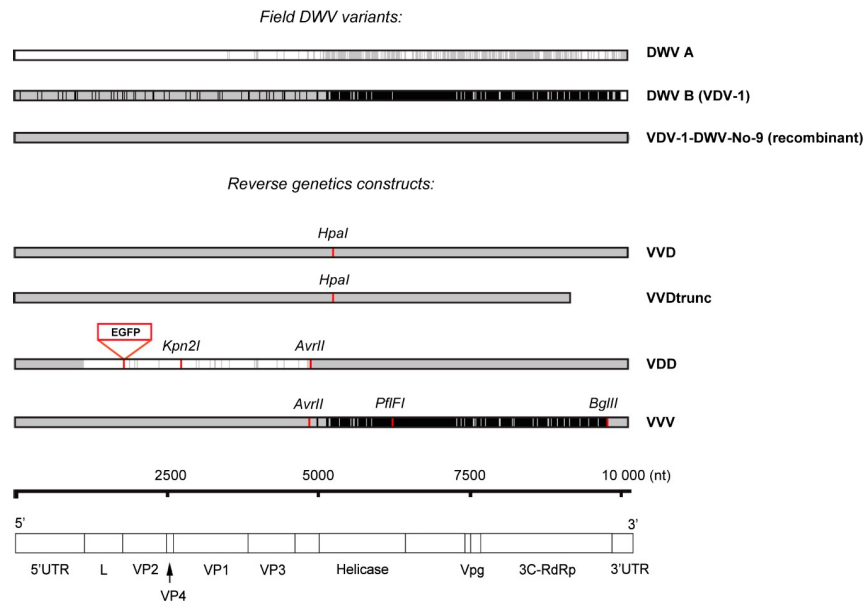 Field DWV variants:
DWV A
DWV B (VDV-1)
VDV-1-DWV-No-9 (recombinant)
Reverse genetics constructs:
HpaI
VVD
HpaI
VVDtrunc
EGFP
Kpn2I
AvrII
VDD
AvrII
PflFI
BglII
VVV
2500
5000
7500
10 000 (nt)
5'
3'
5'UTR
L
VP2
VP1
VP3
Helicase
Vpg
3C-RdRp
3'UTR
VP4